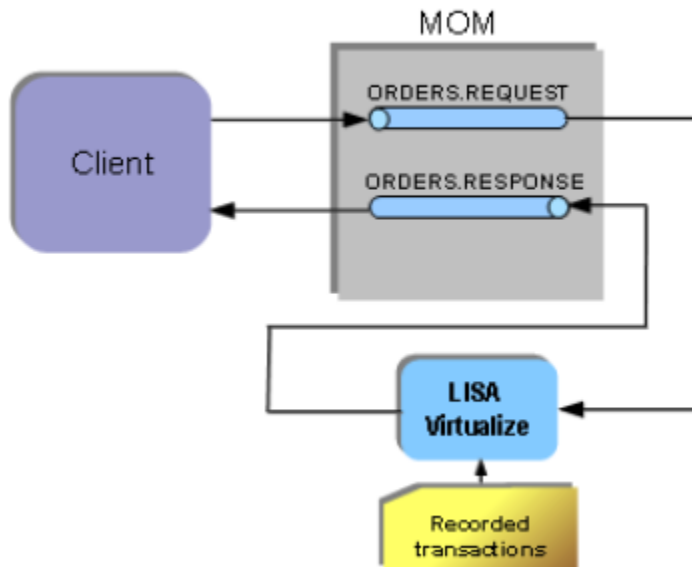 MOM
ORDERS.REQUEST
Client
ORDERS.RESPONSE
LISA
Virtualize
Recorded
transactions